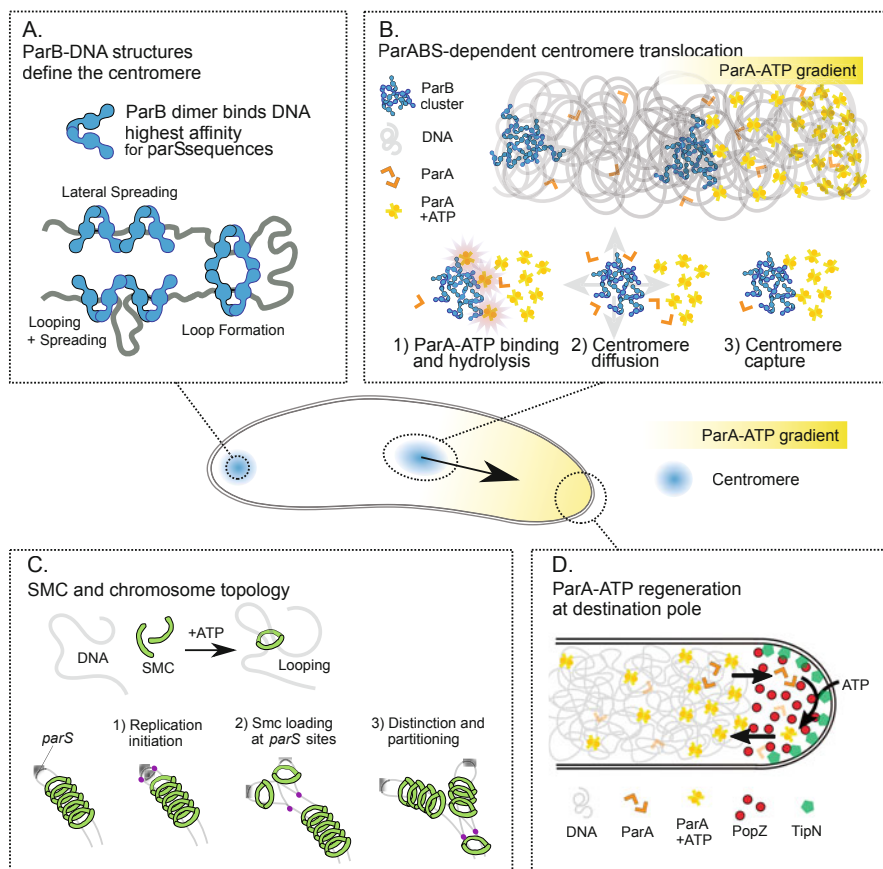 A.
ParB-DNA structures
define the centromere
ParB dimer binds DNA
highest affinity
for parSsequences
Lateral Spreading
Looping
+ Spreading
Loop Formation
B.
ParABS-dependent centromere translocation
ParA-ATP gradient
ParB
cluster
DNA
ParA
ParA
+ATP
1) ParA-ATP binding
and hydrolysis
2) Centromere
diffusion
3) Centromere
capture
ParA-ATP gradient
Centromere
C.
SMC and chromosome topology
DNA
SMC
+ATP
Looping
parS
1) Replication
initiation
2) Smc loading
at parS sites
3) Distinction and
partitioning
D.
ParA-ATP regeneration
at destination pole
ATP
DNA
ParA
ParA
+ATP
PopZ
TipN